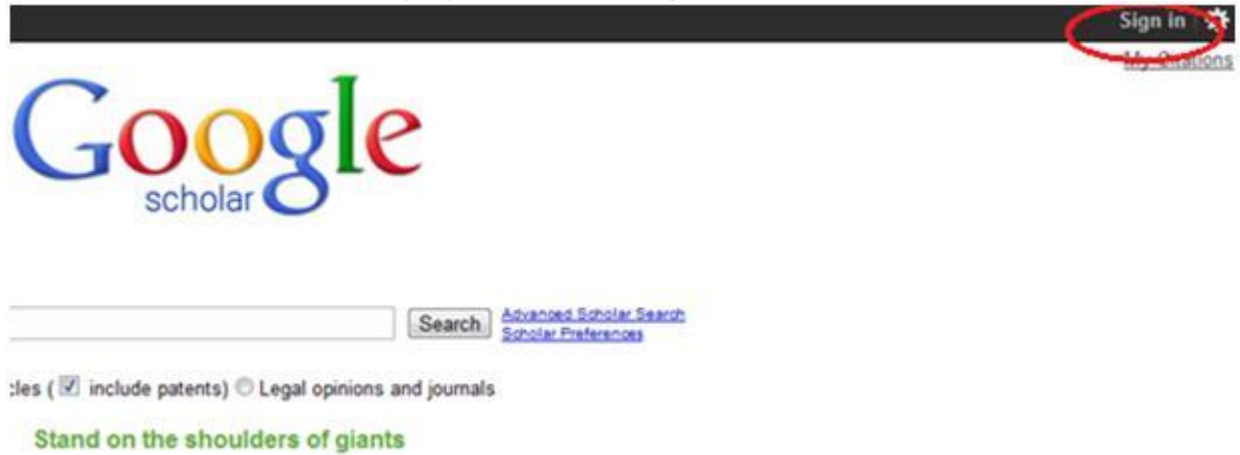 Sign in
My Citations
Google
scholar
Search
Advanced Scholar Search
Scholar Preferences
cles ( include patents) Legal opinions and journals
Stand on the shoulders of giants